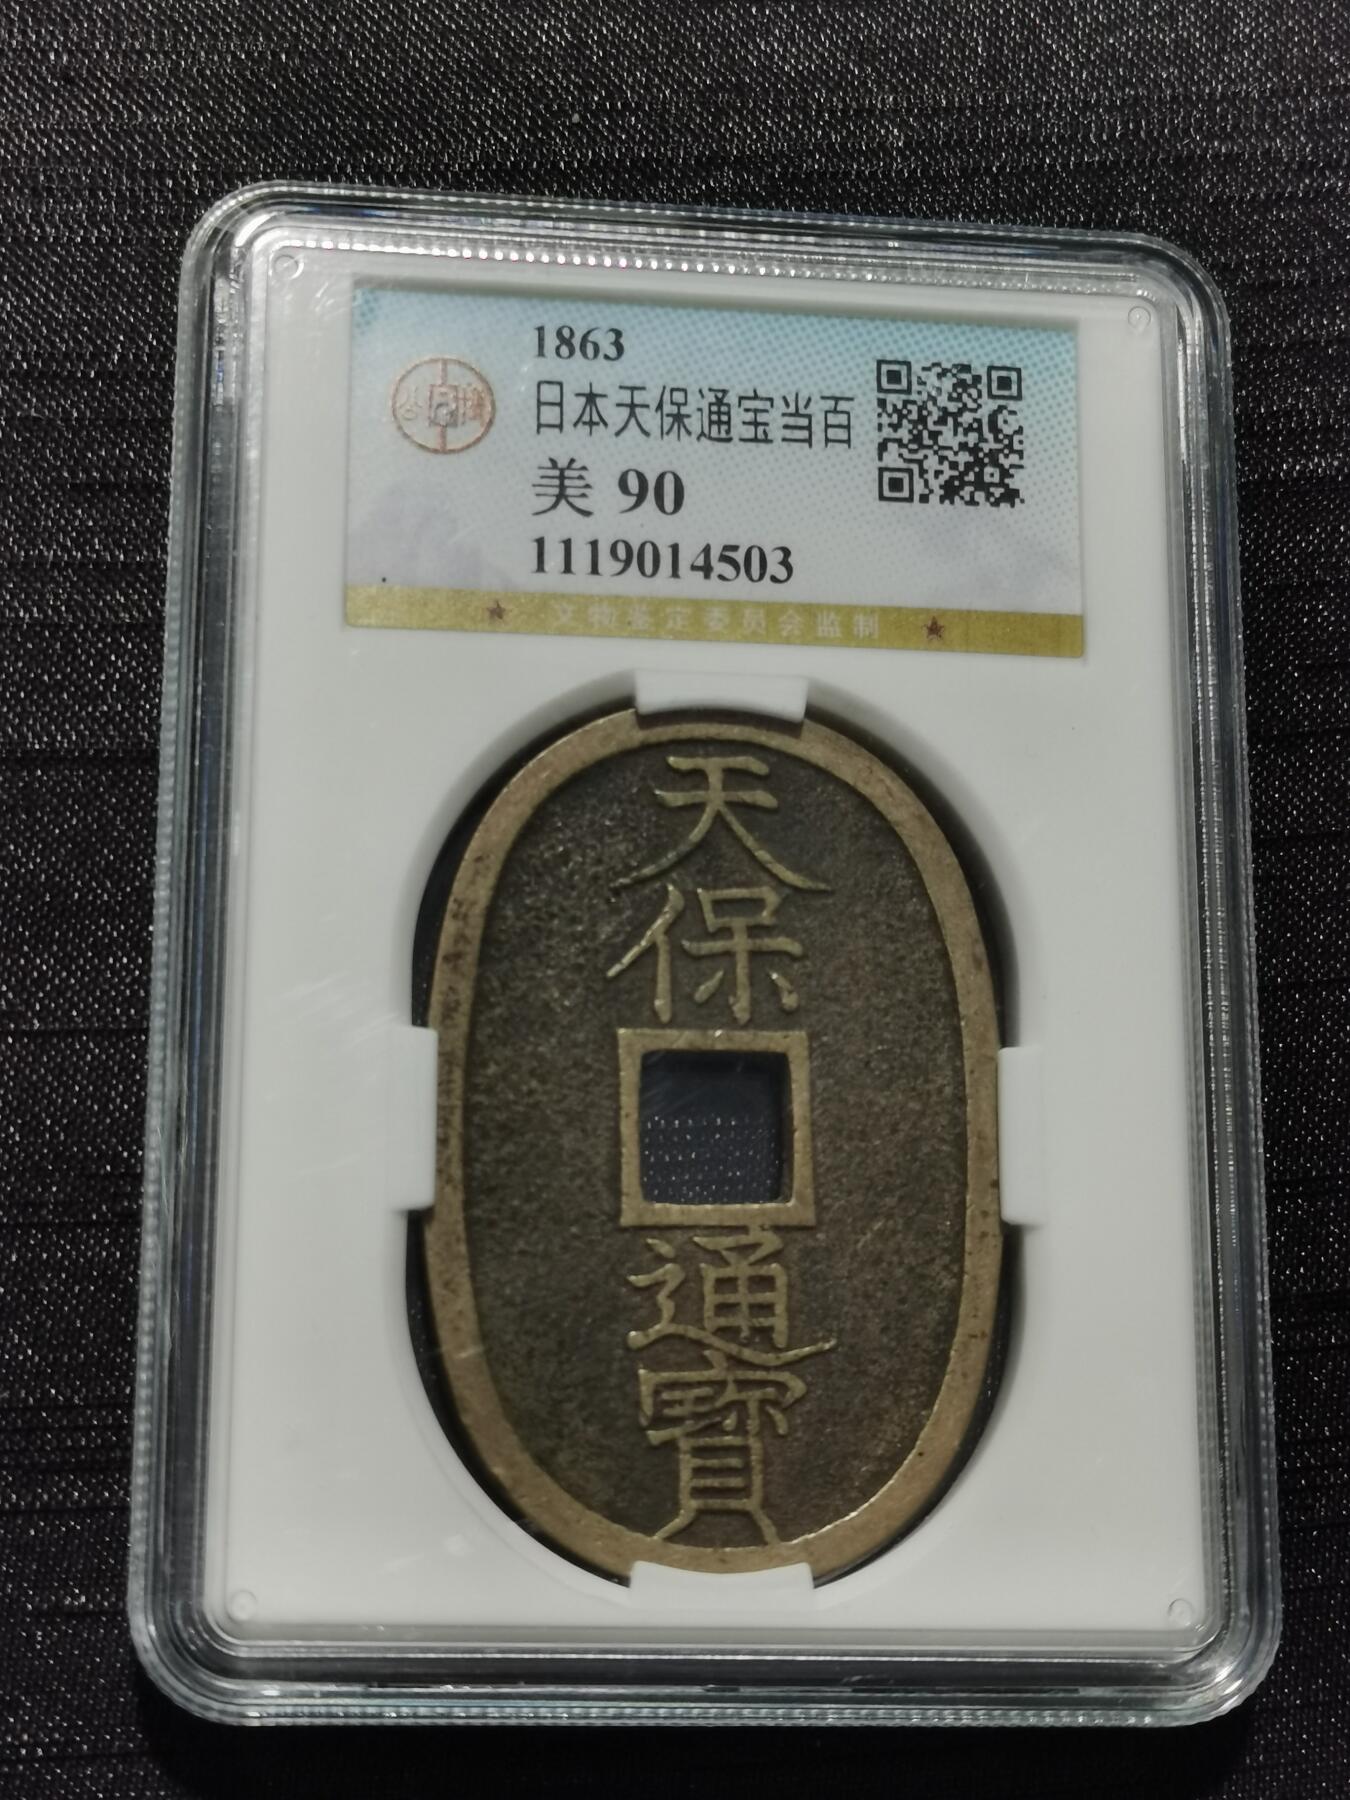 1863
日本天保通宝当百
美 90
1119014503
文物鉴定委员会监制
天
保
通
寳